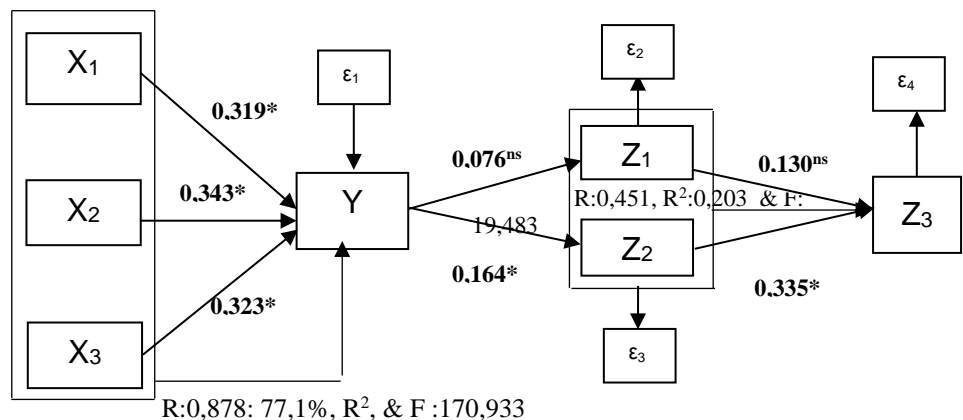 X1
ε1
ε2
ε4
0,319*
0,076ns
Z1
0,130ns
X2
0,343*
Y
R:0,451, R2:0,203 & F:
19,483
Z3
Z2
0,164*
0,335*
0,323*
X3
ε3
R:0,878: 77,1%, R2, & F :170,933